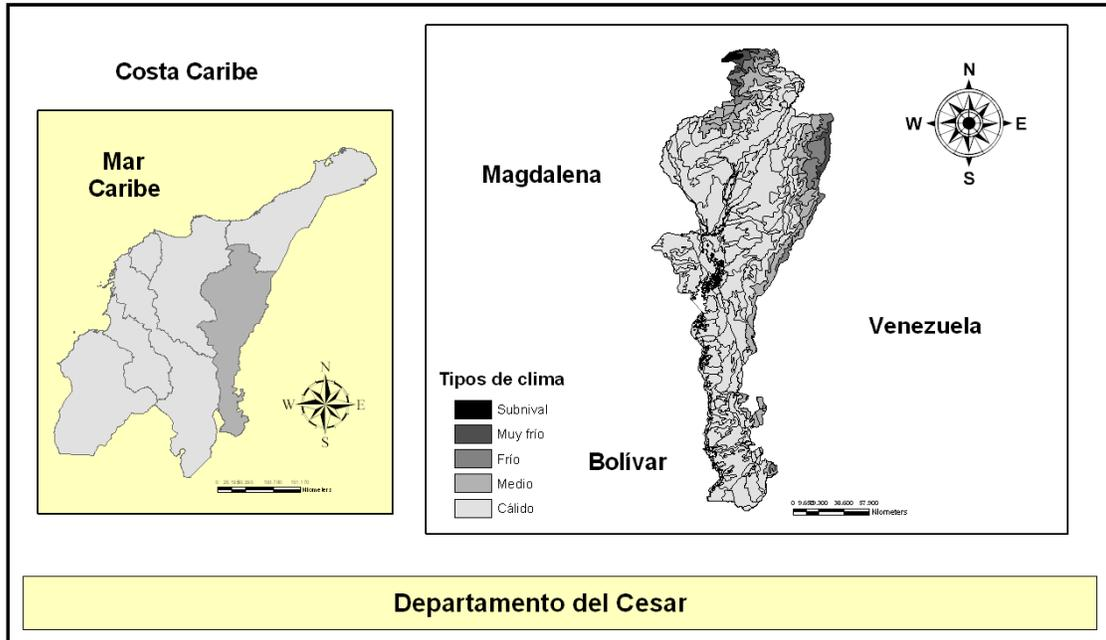 Costa Caribe
Mar
Caribe
N
W
E
S
Kilometers
Magdalena
N
W
E
S
Venezuela
Tipos de clima
Subnival
Muy frío
Frío
Medio
Cálido
Bolívar
Kilometers
Departamento del Cesar